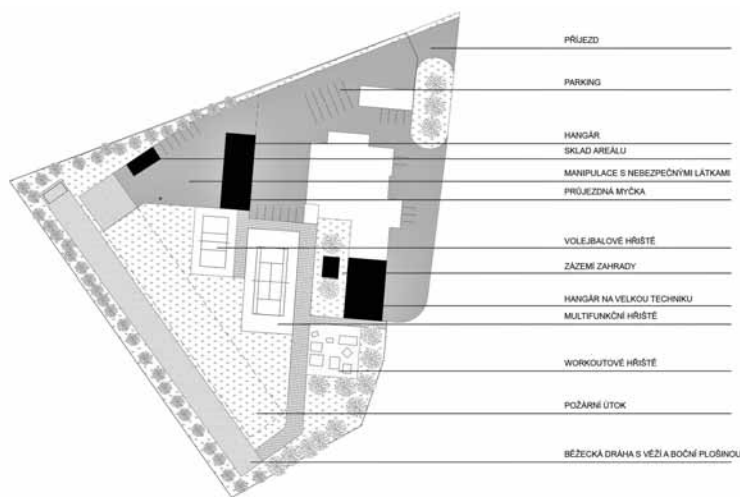 PŘÍJEZD
PARKING
HANGÁR
SKLAD AREÁLU
MANIPULACE S NEBEZPEČNÝMI LÁTKAMI
PRŮJEZDNÁ MYČKA
VOLEJBALOVÉ HŘIŠTĚ
ZÁZEMÍ ZAHRADY
HANGÁR NA VELKOU TECHNIKU
MULTIFUNKČNÍ HŘIŠTĚ
WORKOUTOVÉ HŘIŠTĚ
POŽÁRNÍ ÚTOK
BĚŽECKÁ DRÁHA S VĚŽÍ A BOČNÍ PLOŠINOU